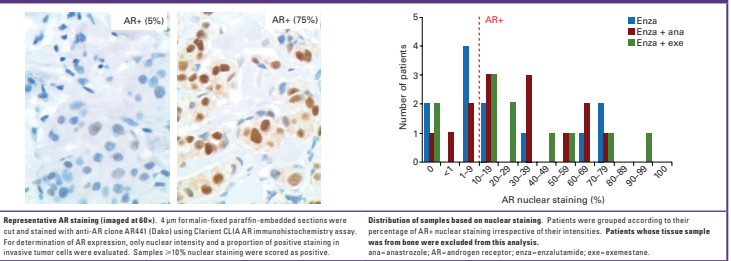 AR+ (5%)
AR+ (75%)
AR+
Enza
Enza + ana
Enza + exe
Number of patients
5
4
3
2
1
0
0
<1
1–9
10–19
20–29
30–39
40–49
50–59
60–69
70–79
80–89
90–99
100
AR nuclear staining (%)
Representative AR staining (imaged at 60×). 4 µm formalin-fixed paraffin-embedded sections were
cut and stained with anti-AR clone AR441 (Dako) using Clarient CLIA AR immunohistochemistry assay.
For determination of AR expression, only nuclear intensity and a proportion of positive staining in
invasive tumor cells were evaluated. Samples ≥10% nuclear staining were scored as positive.
Distribution of samples based on nuclear staining. Patients were grouped according to their
percentage of AR+ nuclear staining irrespective of their intensities. Patients whose tissue sample
was from bone were excluded from this analysis.
ana=anastrozole; AR=androgen receptor; enza=enzalutamide; exe=exemestane.